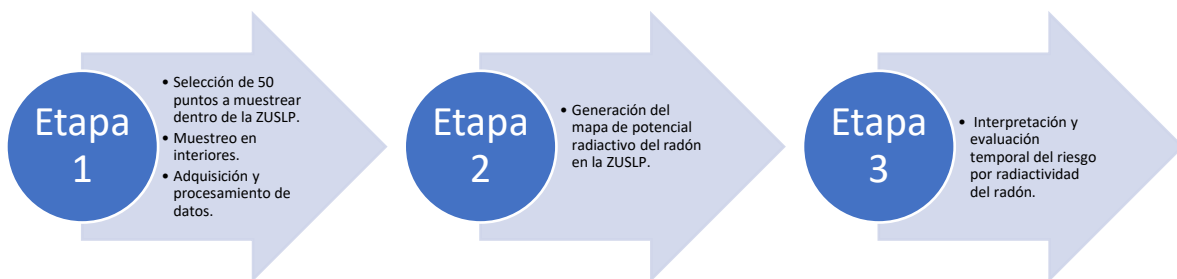 Etapa
1
• Selección de 50
puntos a muestrear
dentro de la ZUSLP.
• Muestreo en
interiores.
• Adquisición y
procesamiento de
datos.
Etapa
2
• Generación del
mapa de potencial
radiactivo del radón
en la ZUSLP.
Etapa
3
• Interpretación y
evaluación
temporal del riesgo
por radiactividad
del radón.